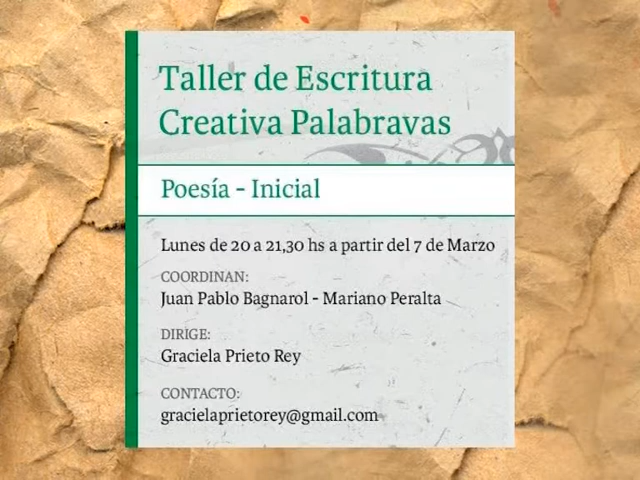 Taller de Escritura
Creativa Palabravas
Poesía - Inicial
Lunes de 20 a 21,30 hs a partir del 7 de Marzo
COORDINAN:
Juan Pablo Bagnarol - Mariano Peralta
DIRIGE:
Graciela Prieto Rey
CONTACTO:
gracielaprietorey@gmail.com